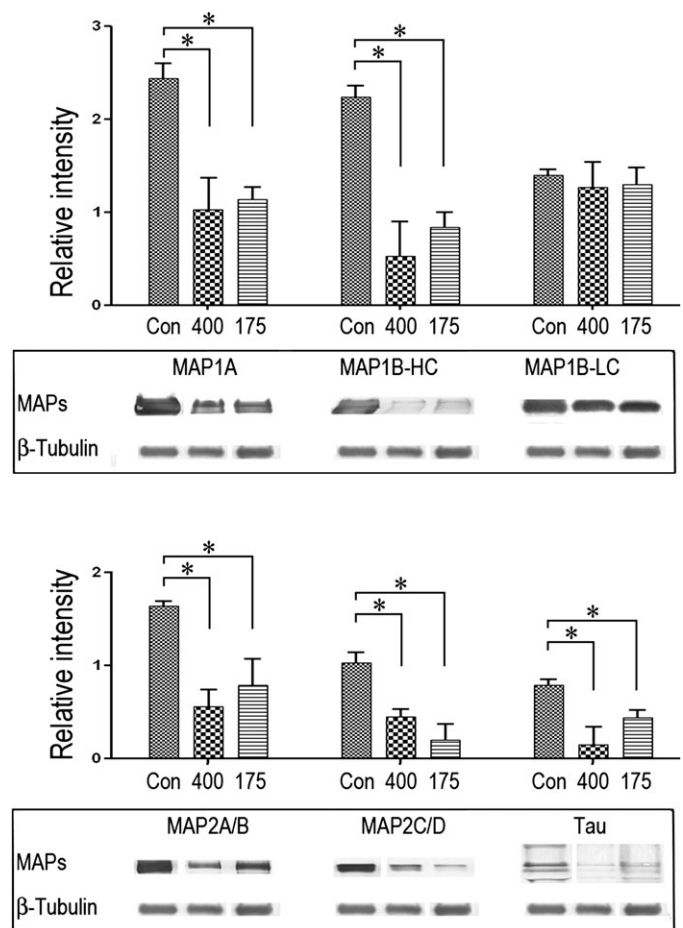 3
2
1
0
Relative intensity
* *
* *
Con 400 175 Con 400 175 Con 400 175
MAP1A MAP1B-HC MAP1B-LC
MAPs
β-Tubulin
2
1
0
Relative intensity
* *
* *
* *
Con 400 175 Con 400 175 Con 400 175
MAP2A/B MAP2C/D Tau
MAPs
β-Tubulin